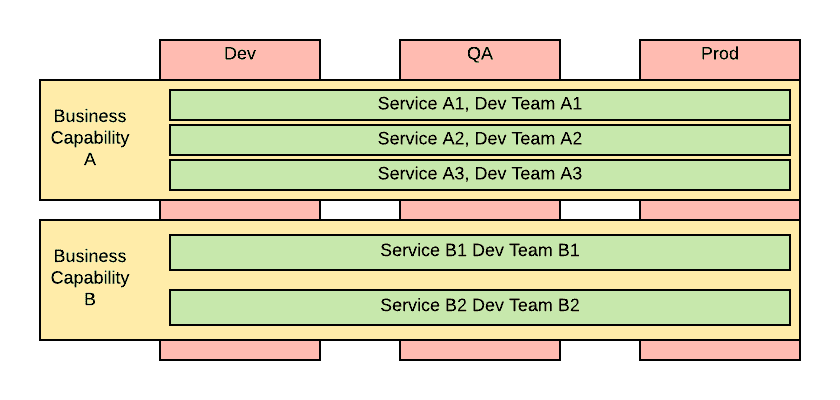 Dev
QA
Prod
Business
Capability
A
Service A1, Dev Team A1
Service A2, Dev Team A2
Service A3, Dev Team A3
Business
Capability
B
Service B1 Dev Team B1
Service B2 Dev Team B2